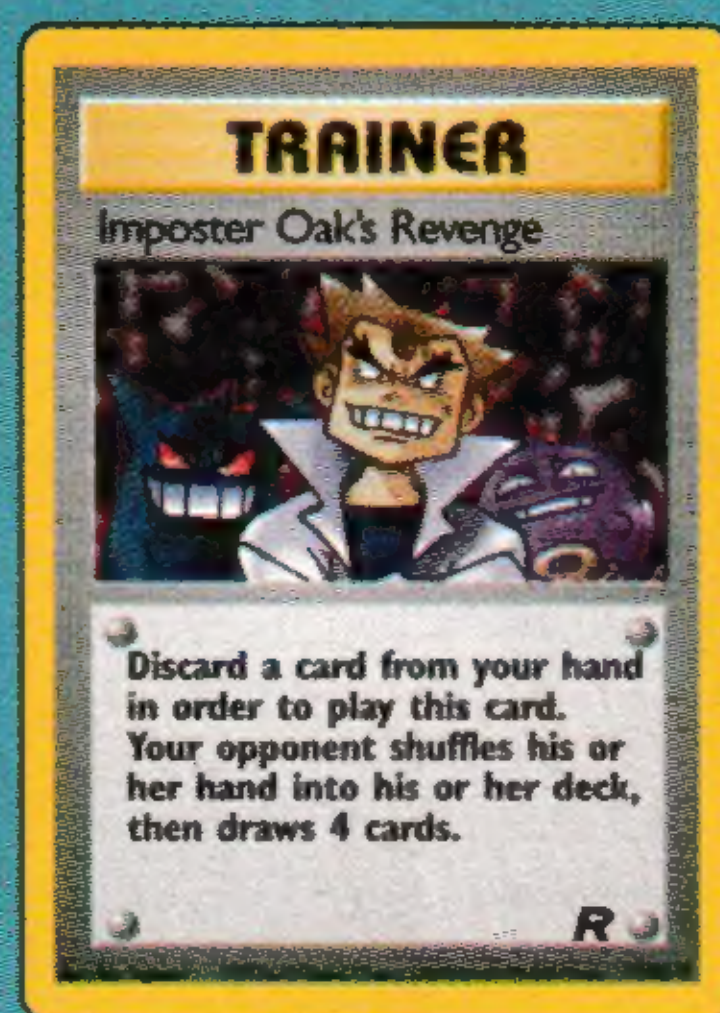 TRAINER
Imposter Oak's Revenge
Discard a card from your hand
in order to play this card.
Your opponent shuffles his or
her hand into his or her deck,
then draws 4 cards.
R